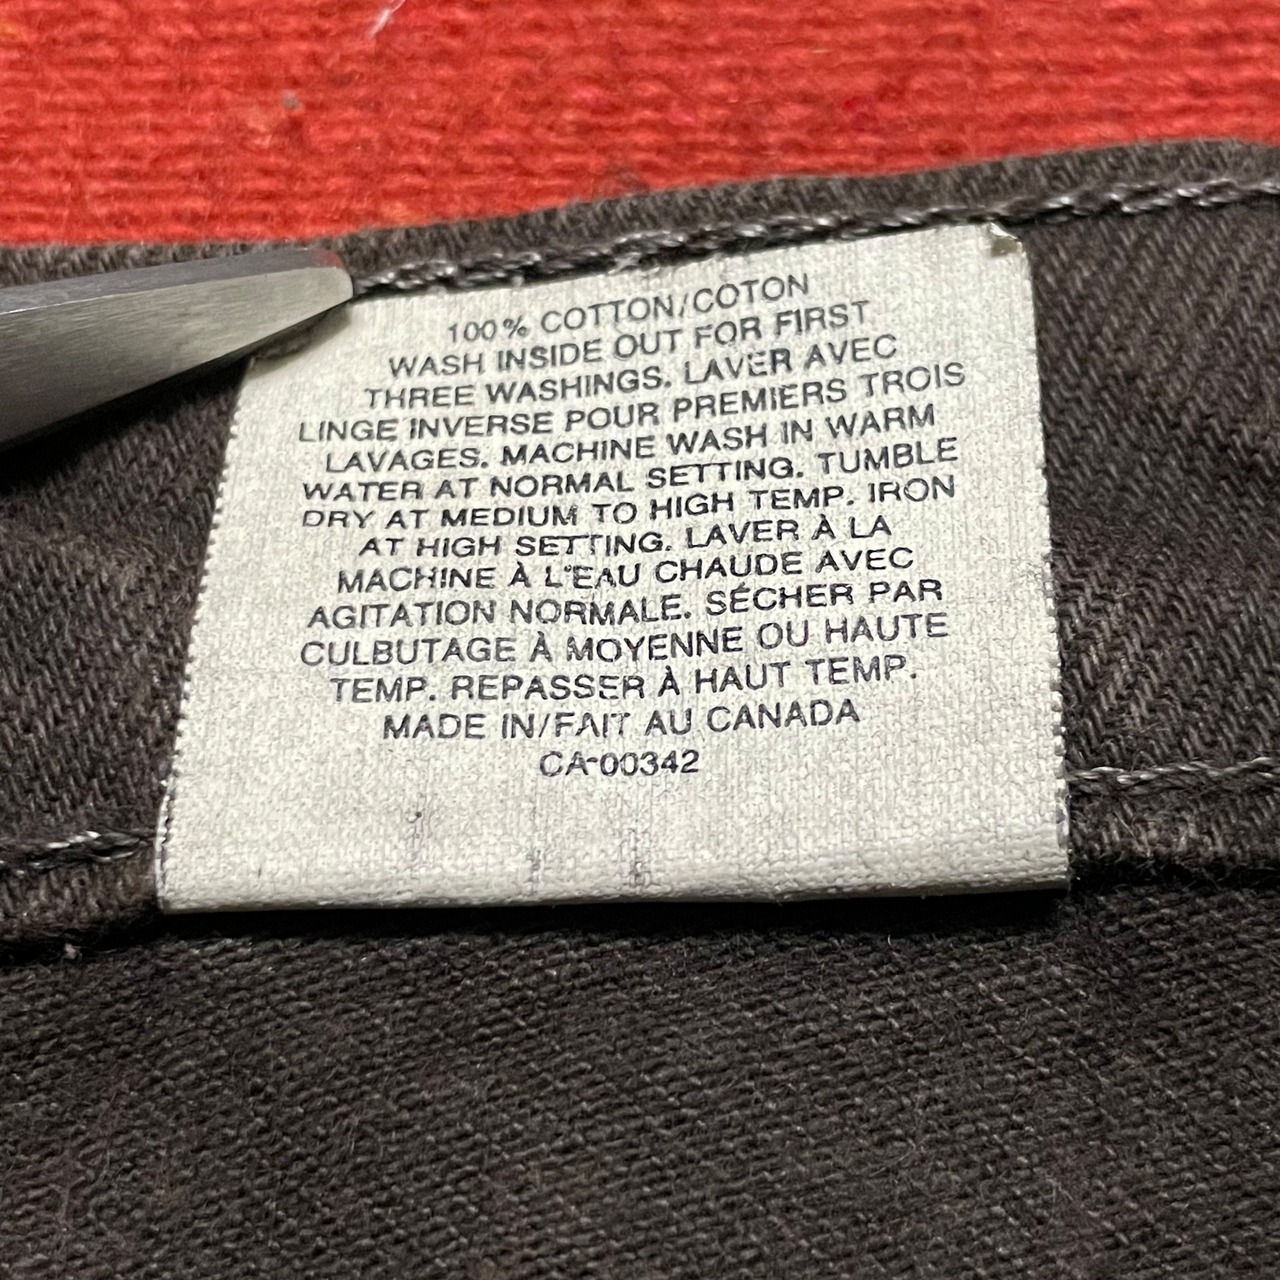 100% COTTON/COTON
WASH INSIDE OUT FOR FIRST
THREE WASHINGS. LAVER AVEC
LINGE INVERSE POUR PREMIERS TROIS
LAVAGES. MACHINE WASH IN WARM
WATER AT NORMAL SETTING. TUMBLE
DRY AT MEDIUM TO HIGH TEMP. IRON
AT HIGH SETTING. LAVER À LA
MACHINE À L'EAU CHAUDE AVEC
AGITATION NORMALE. SÉCHER PAR
CULBUTAGE À MOYENNE OU HAUTE
TEMP. REPASSER À HAUT TEMP.
MADE IN/FAIT AU CANADA
CA-00342